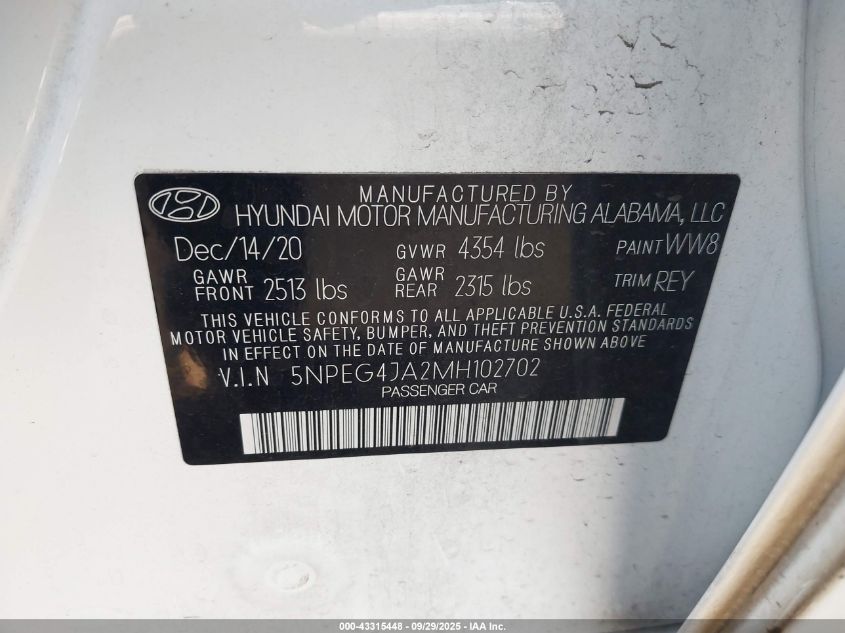 MANUFACTURED BY
HYUNDAI MOTOR MANUFACTURING ALABAMA, LLC
Dec/14/20 GVWR 4354 lbs PAINT WW8
GAWR FRONT 2513 lbs GAWR REAR 2315 lbs TRIM REY
THIS VEHICLE CONFORMS TO ALL APPLICABLE U.S.A. FEDERAL
MOTOR VEHICLE SAFETY, BUMPER, AND THEFT PREVENTION STANDARDS
IN EFFECT ON THE DATE OF MANUFACTURE SHOWN ABOVE
V.I.N 5NPEG4JA2MH102702
PASSENGER CAR
000-43315448 - 09/29/2025 - IAA Inc.